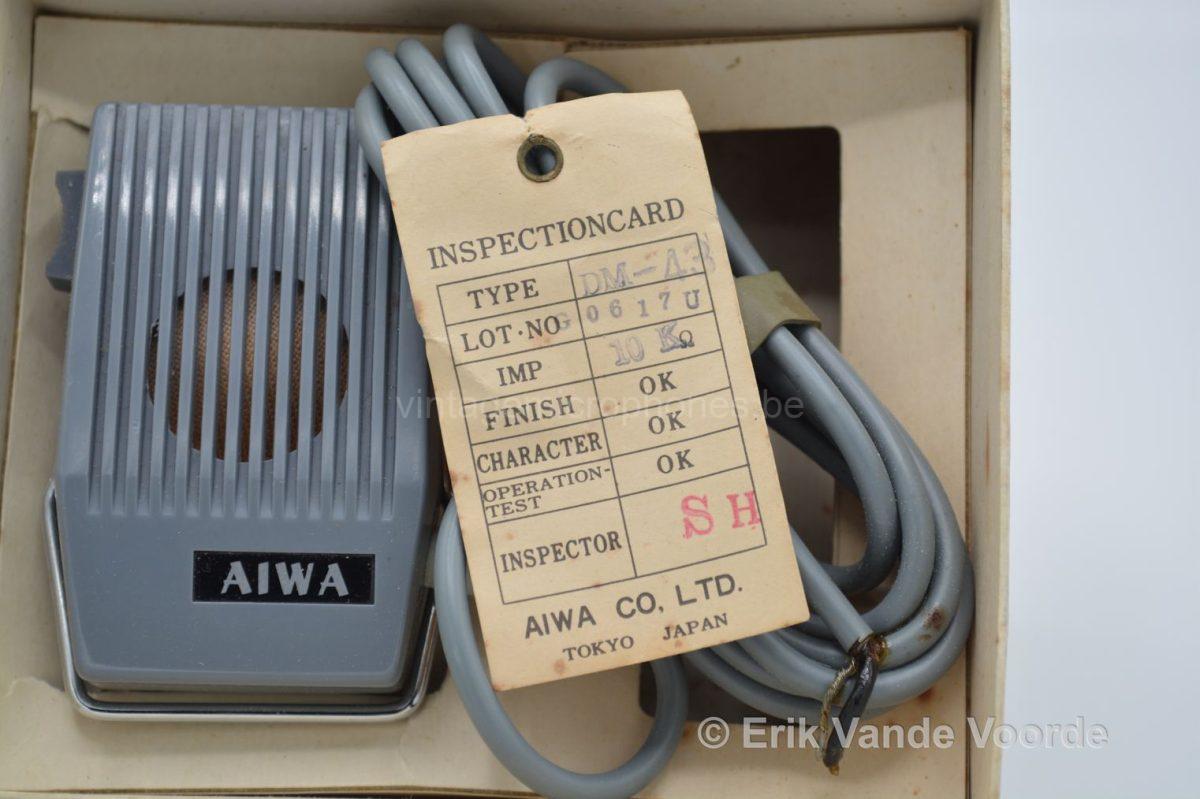 INSPECTIONCARD
TYPE DM-43
LOT·NO G 0617U
IMP 10 KΩ
FINISH OK
CHARACTER OK
OPERATION-TEST OK
INSPECTOR SH
AIWA CO, LTD.
TOKYO JAPAN
AIWA
vintagemicrophones.be
© Erik Vande Voorde